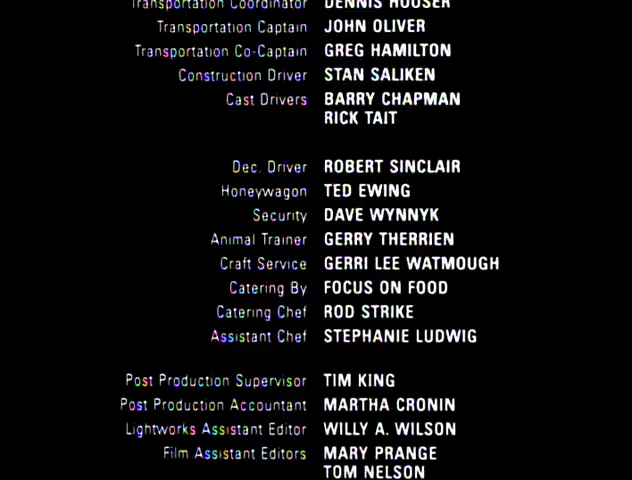 Transportation Coordinator DENNIS HOUSER
Transportation Captain JOHN OLIVER
Transportation Co-Captain GREG HAMILTON
Construction Driver STAN SALIKEN
Cast Drivers BARRY CHAPMAN
RICK TAIT
Dec. Driver ROBERT SINCLAIR
Honeywagon TED EWING
Security DAVE WYNNYK
Animal Trainer GERRY THERRIEN
Craft Service GERRI LEE WATMOUGH
Catering By FOCUS ON FOOD
Catering Chef ROD STRIKE
Assistant Chef STEPHANIE LUDWIG
Post Production Supervisor TIM KING
Post Production Accountant MARTHA CRONIN
Lightworks Assistant Editor WILLY A. WILSON
Film Assistant Editors MARY PRANGE
TOM NELSON